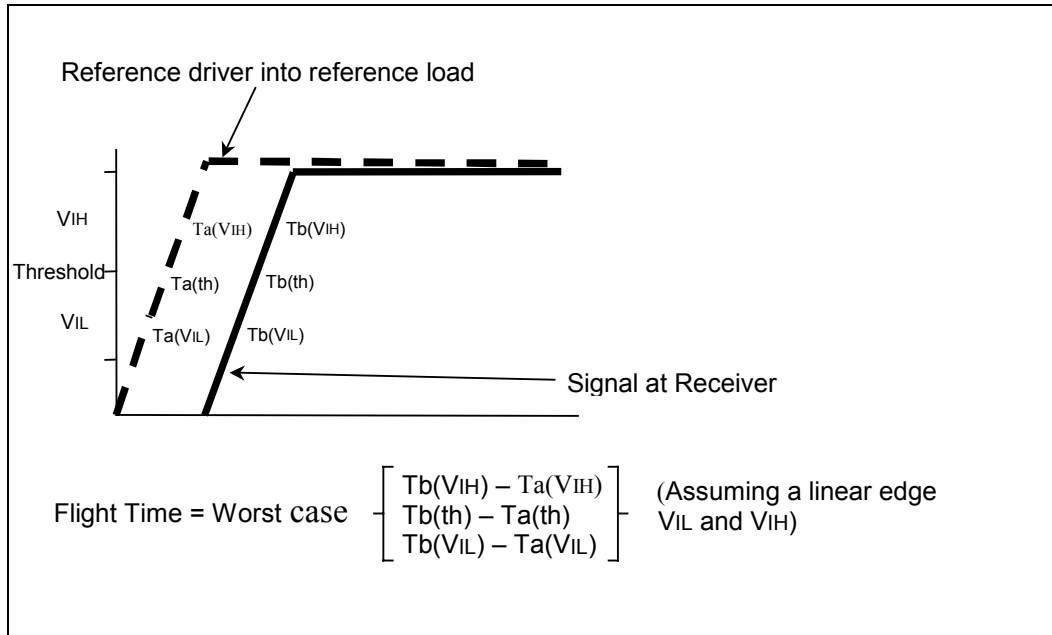 Reference driver into reference load
VIH
Ta(VIH)
Tb(VIH)
Threshold
Ta(th)
Tb(th)
VIL
Ta(VIL)
Tb(VIL)
Signal at Receiver
Flight Time = Worst case
Tb(VIH) – Ta(VIH)
Tb(th) – Ta(th)
Tb(VIL) – Ta(VIL)
(Assuming a linear edge
VIL and VIH)